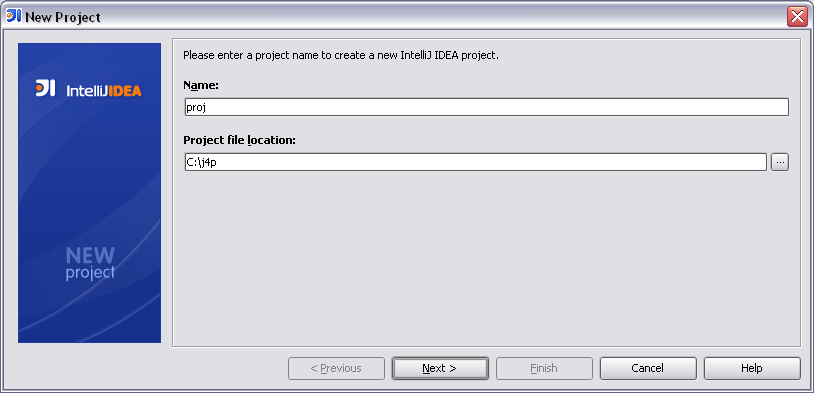 New Project
IntelliJIDEA
NEW
project
Please enter a project name to create a new IntelliJ IDEA project.
Name:
proj
Project file location:
C:\j4p
...
< Previous
Next >
Finish
Cancel
Help